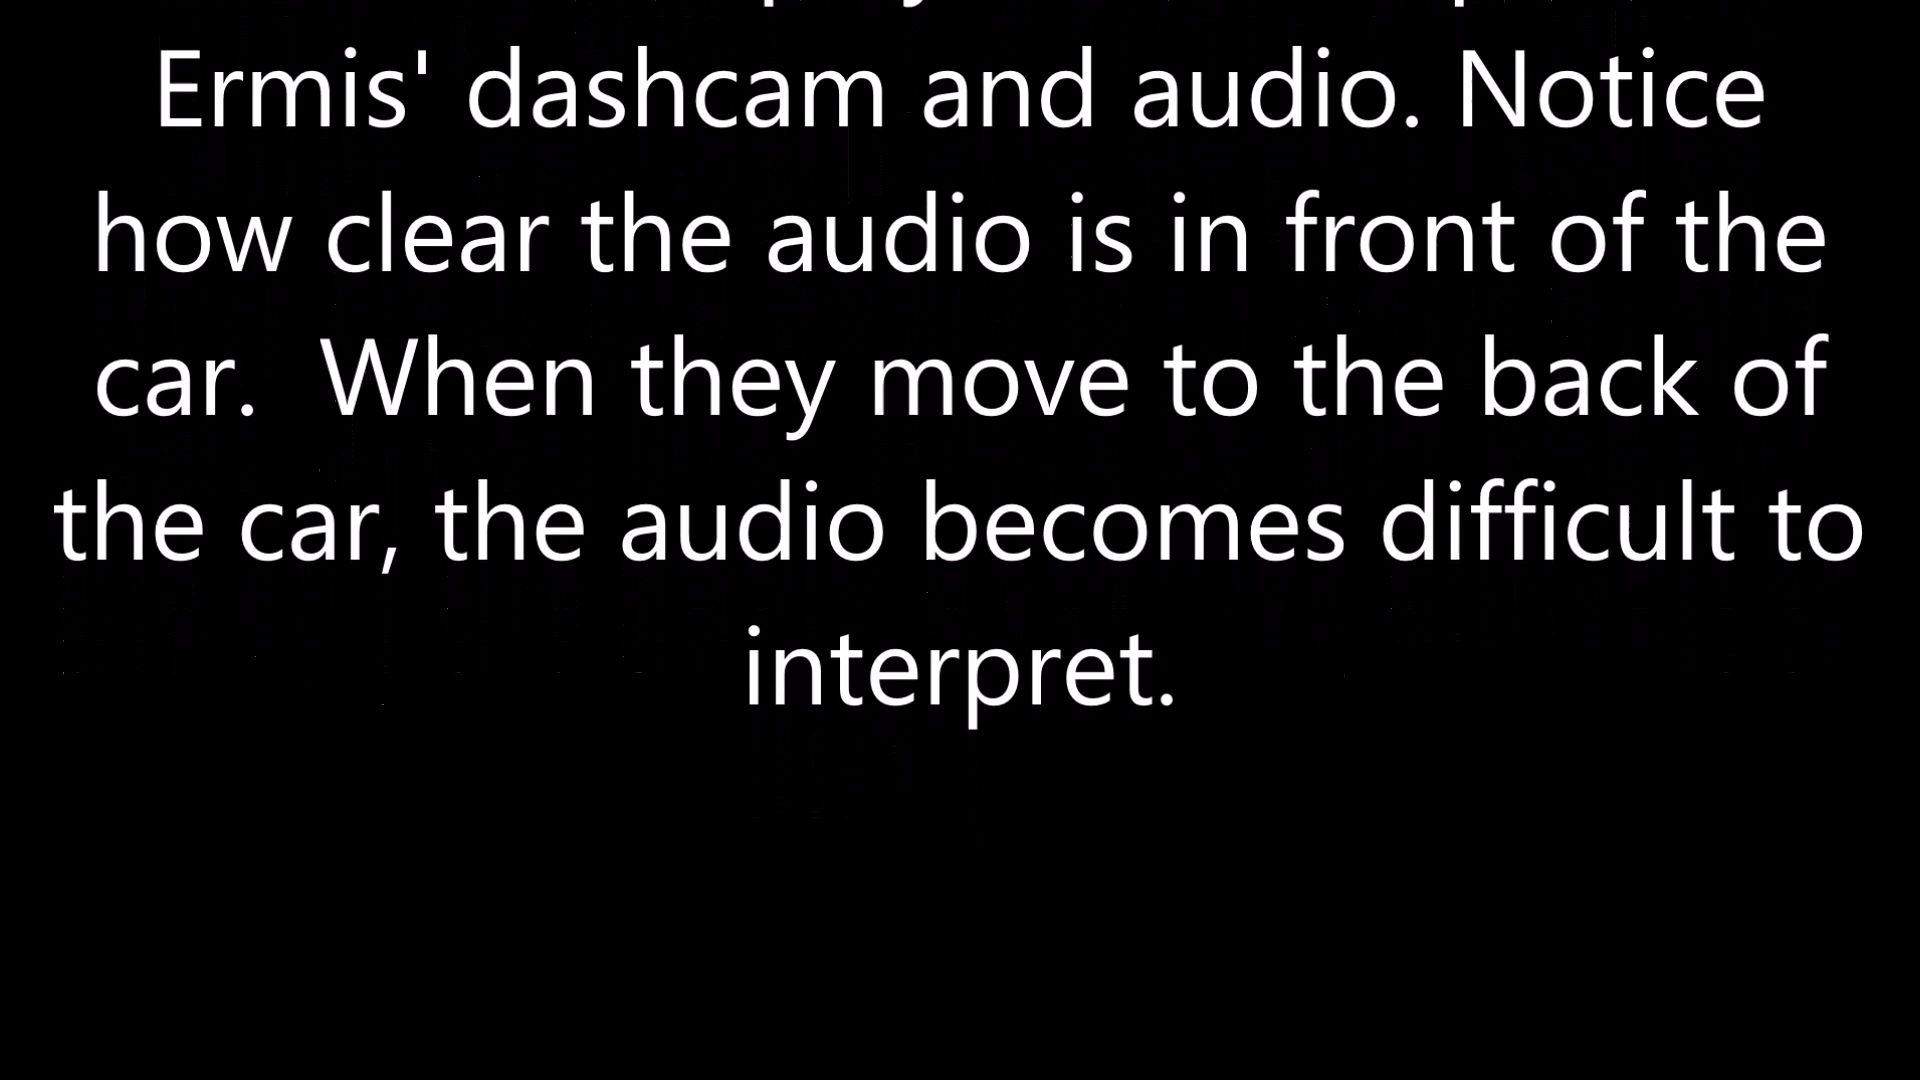 Ermis' dashcam and audio. Notice
how clear the audio is in front of the
car.  When they move to the back of
the car, the audio becomes difficult to
interpret.